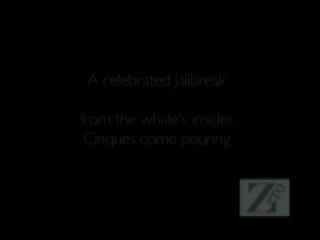 A celebrated jailbreak
from the whale's insides
Cinques come pouring